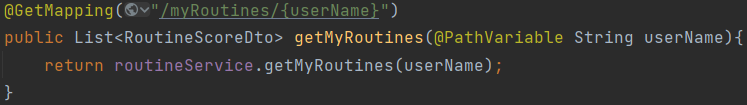 @GetMapping("/myRoutines/{userName}")
public List<RoutineScoreDto> getMyRoutines(@PathVariable String userName){
return routineService.getMyRoutines(userName);
}